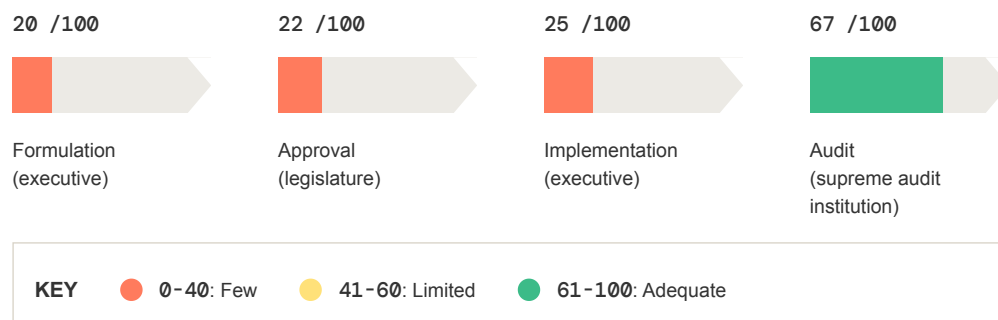 20 /100
22 /100
25 /100
67 /100
Formulation
(executive)
Approval
(legislature)
Implementation
(executive)
Audit
(supreme audit
institution)
KEY
0-40: Few
41-60: Limited
61-100: Adequate